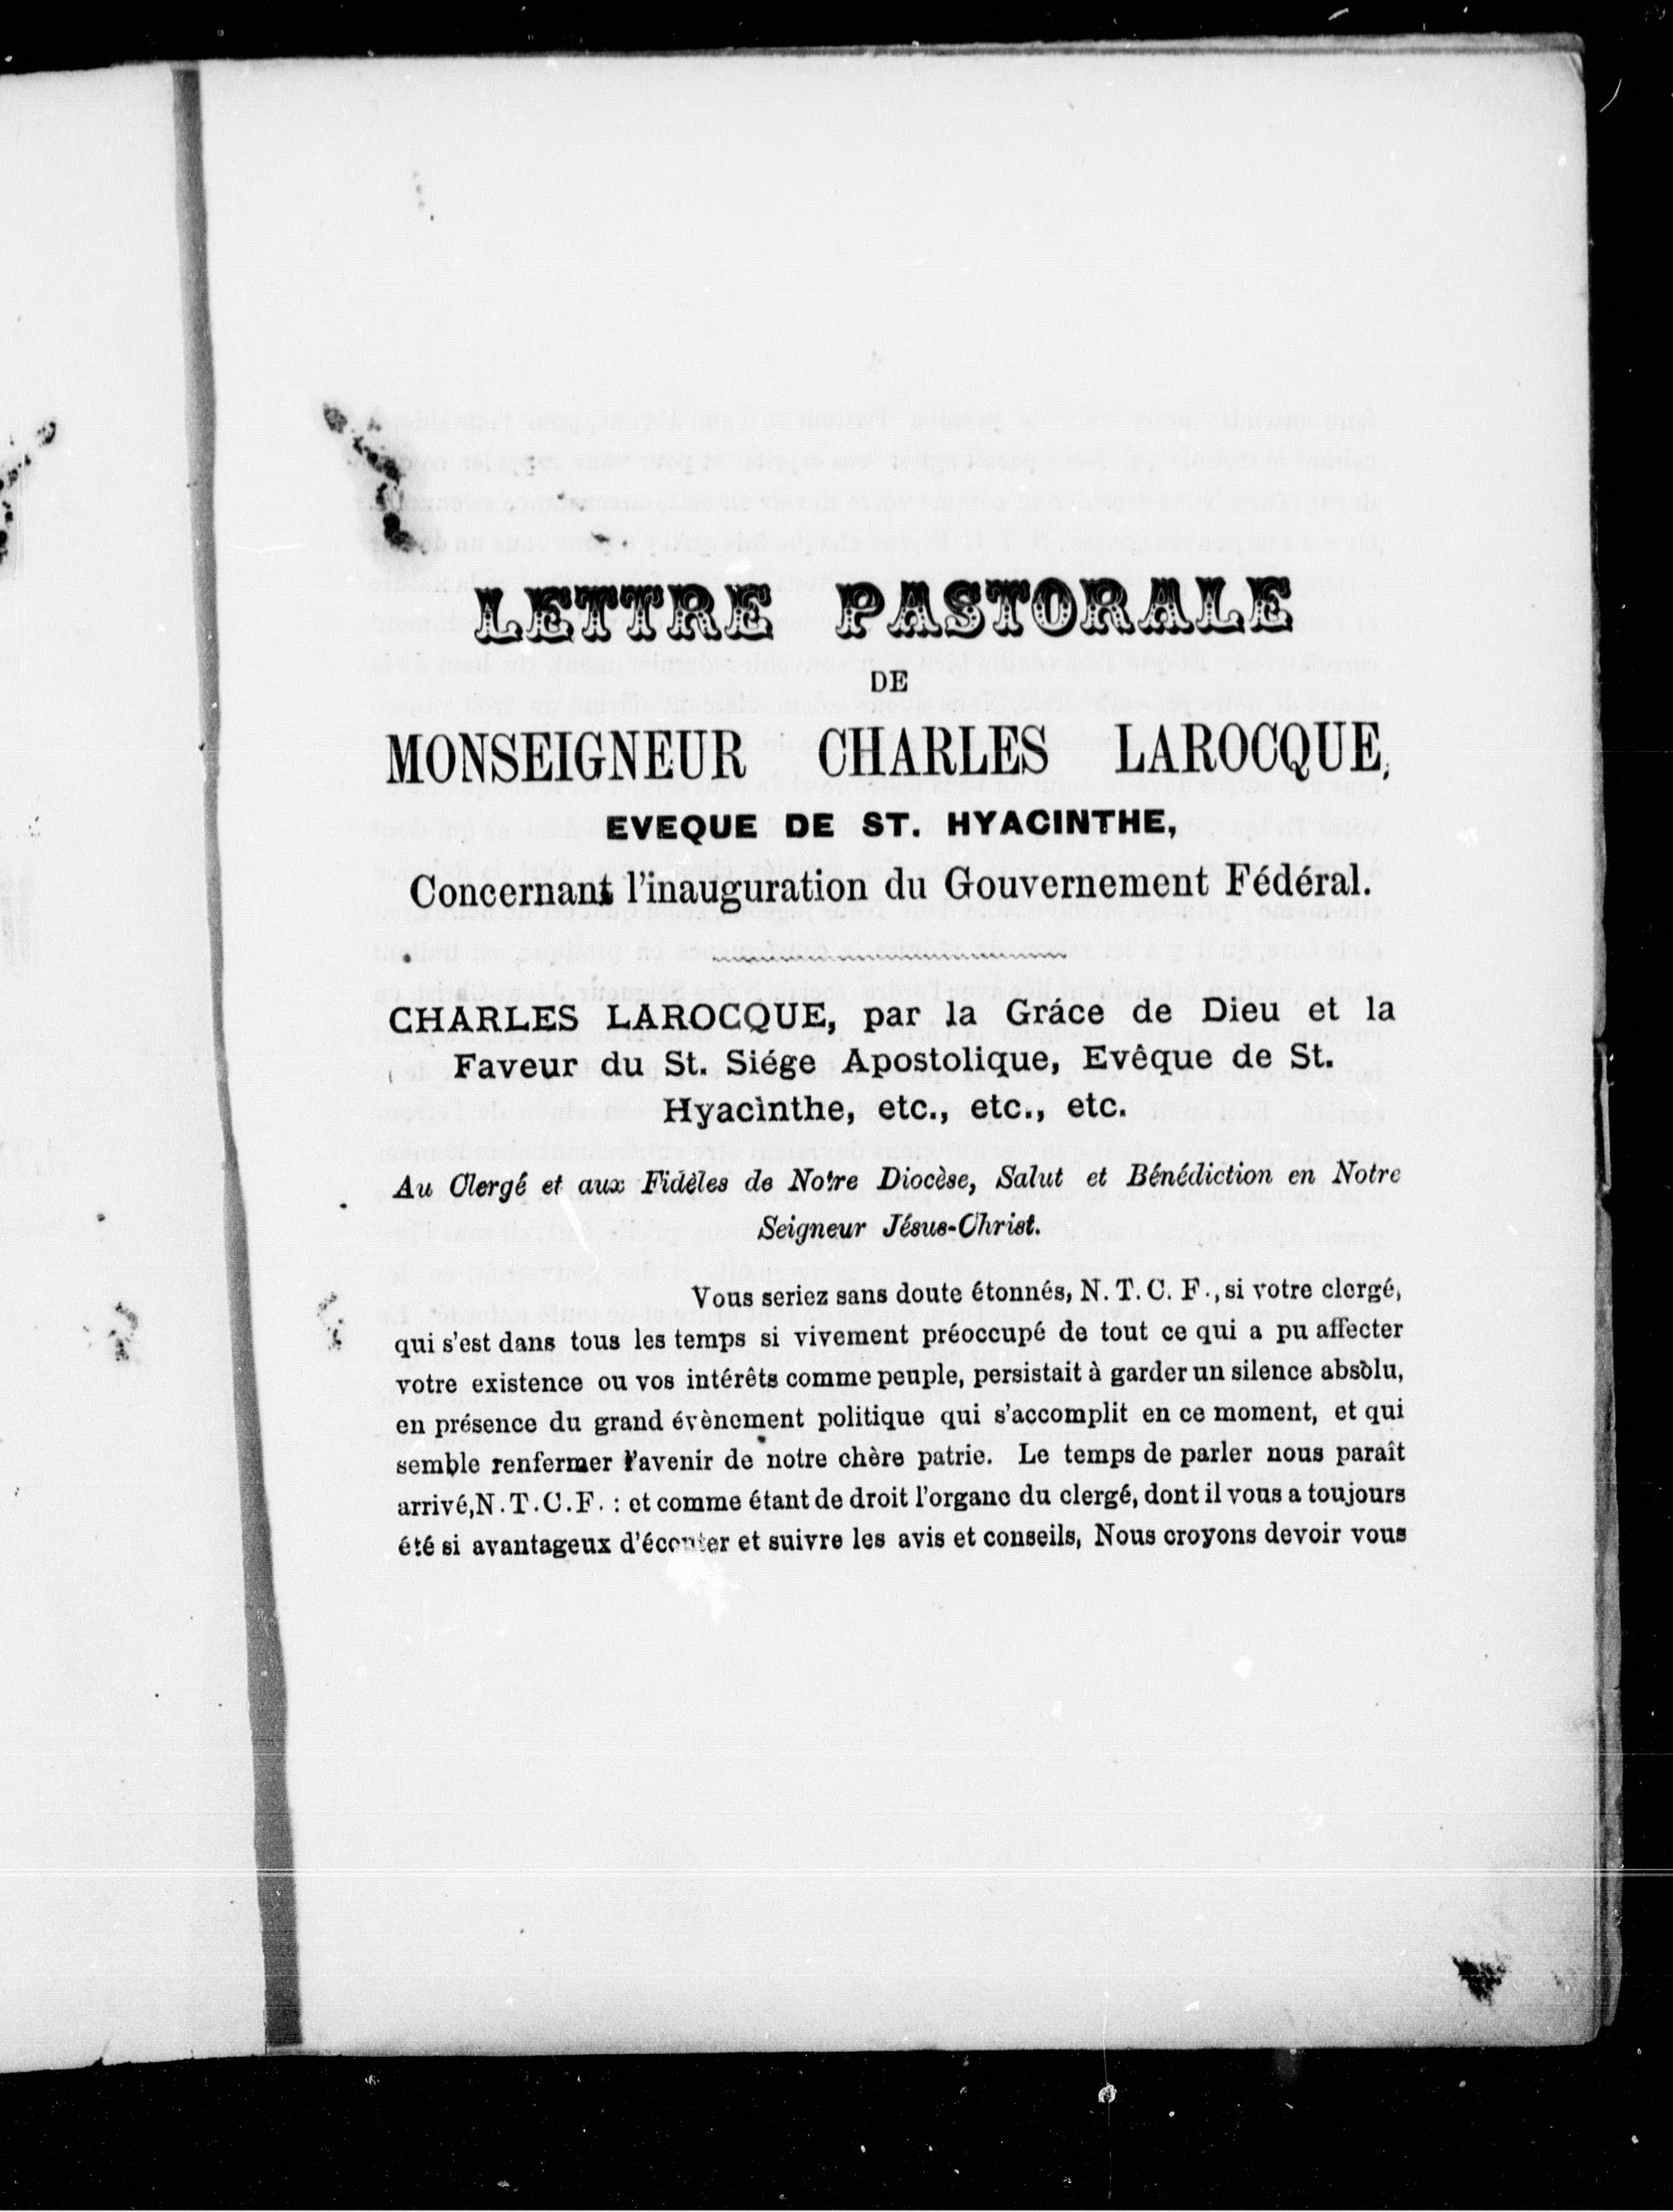 LETTRE PASTORALE
DE
MONSEIGNEUR CHARLES LAROCQUE,
EVEQUE DE ST. HYACINTHE,
Concernant l'inauguration du Gouvernement Fédéral.
CHARLES LAROCQUE, par la Gráce de Dieu et la
Faveur du St. Siége Apostolique, Evêque de St.
Hyacinthe, etc., etc., etc.
Au Clergé et aux Fidèles de Notre Diocèse, Salut et Bénédiction en Notre
Seigneur Jésus-Christ.
Vous seriez sans doute étonnés, N. T. C. F., si votre clergé,
qui s'est dans tous les temps si vivement préoccupé de tout ce qui a pu affecter
votre existence ou vos intérêts comme peuple, persistait à garder un silence absolu,
en présence du grand évènement politique qui s'accomplit en ce moment, et qui
semble renfermer l'avenir de notre chère patrie. Le temps de parler nous paraît
arrivé, N. T. C. F. : et comme étant de droit l'organe du clergé, dont il vous a toujours
été si avantageux d'écouter et suivre les avis et conseils, Nous croyons devoir vous